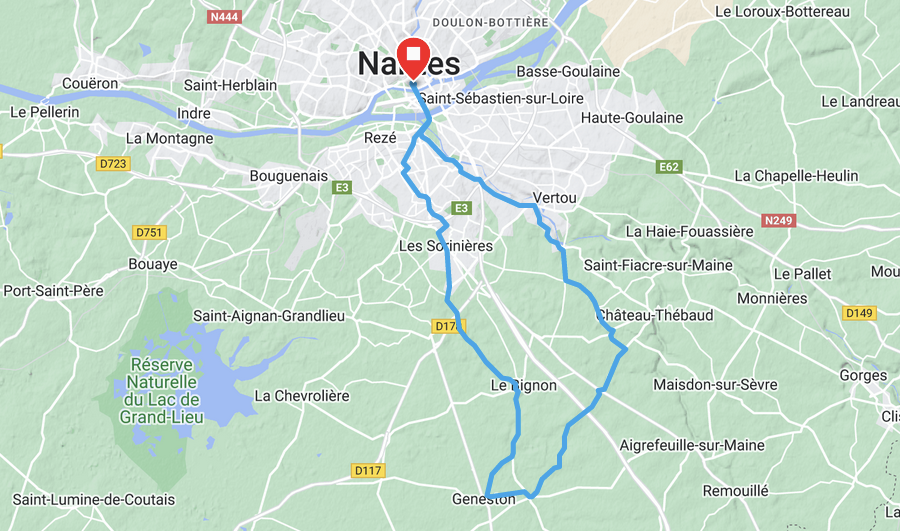 N444
DOULON-BOTTIÈRE
Le Loroux-Bottereau
Nantes
Couëron
Saint-Herblain
Basse-Goulaine
Saint-Sébastien-sur-Loire
Le Landreau
Le Pellerin
Indre
Haute-Goulaine
La Montagne
Rezé
D723
E62
Bouguenais
E3
La Chapelle-Heulin
Vertou
E3
N249
D751
La Haie-Fouassière
Les Sorinières
Bouaye
Saint-Fiacre-sur-Maine
Le Pallet
Port-Saint-Père
Monnières
Saint-Aignan-Grandlieu
Château-Thébaud
D149
D178
Réserve
Naturelle
du Lac de
Grand-Lieu
Le Bignon
Maisdon-sur-Sèvre
Gorges
La Chevrolière
Aigrefeuille-sur-Maine
D117
Remouillé
Saint-Lumine-de-Coutais
Geneston